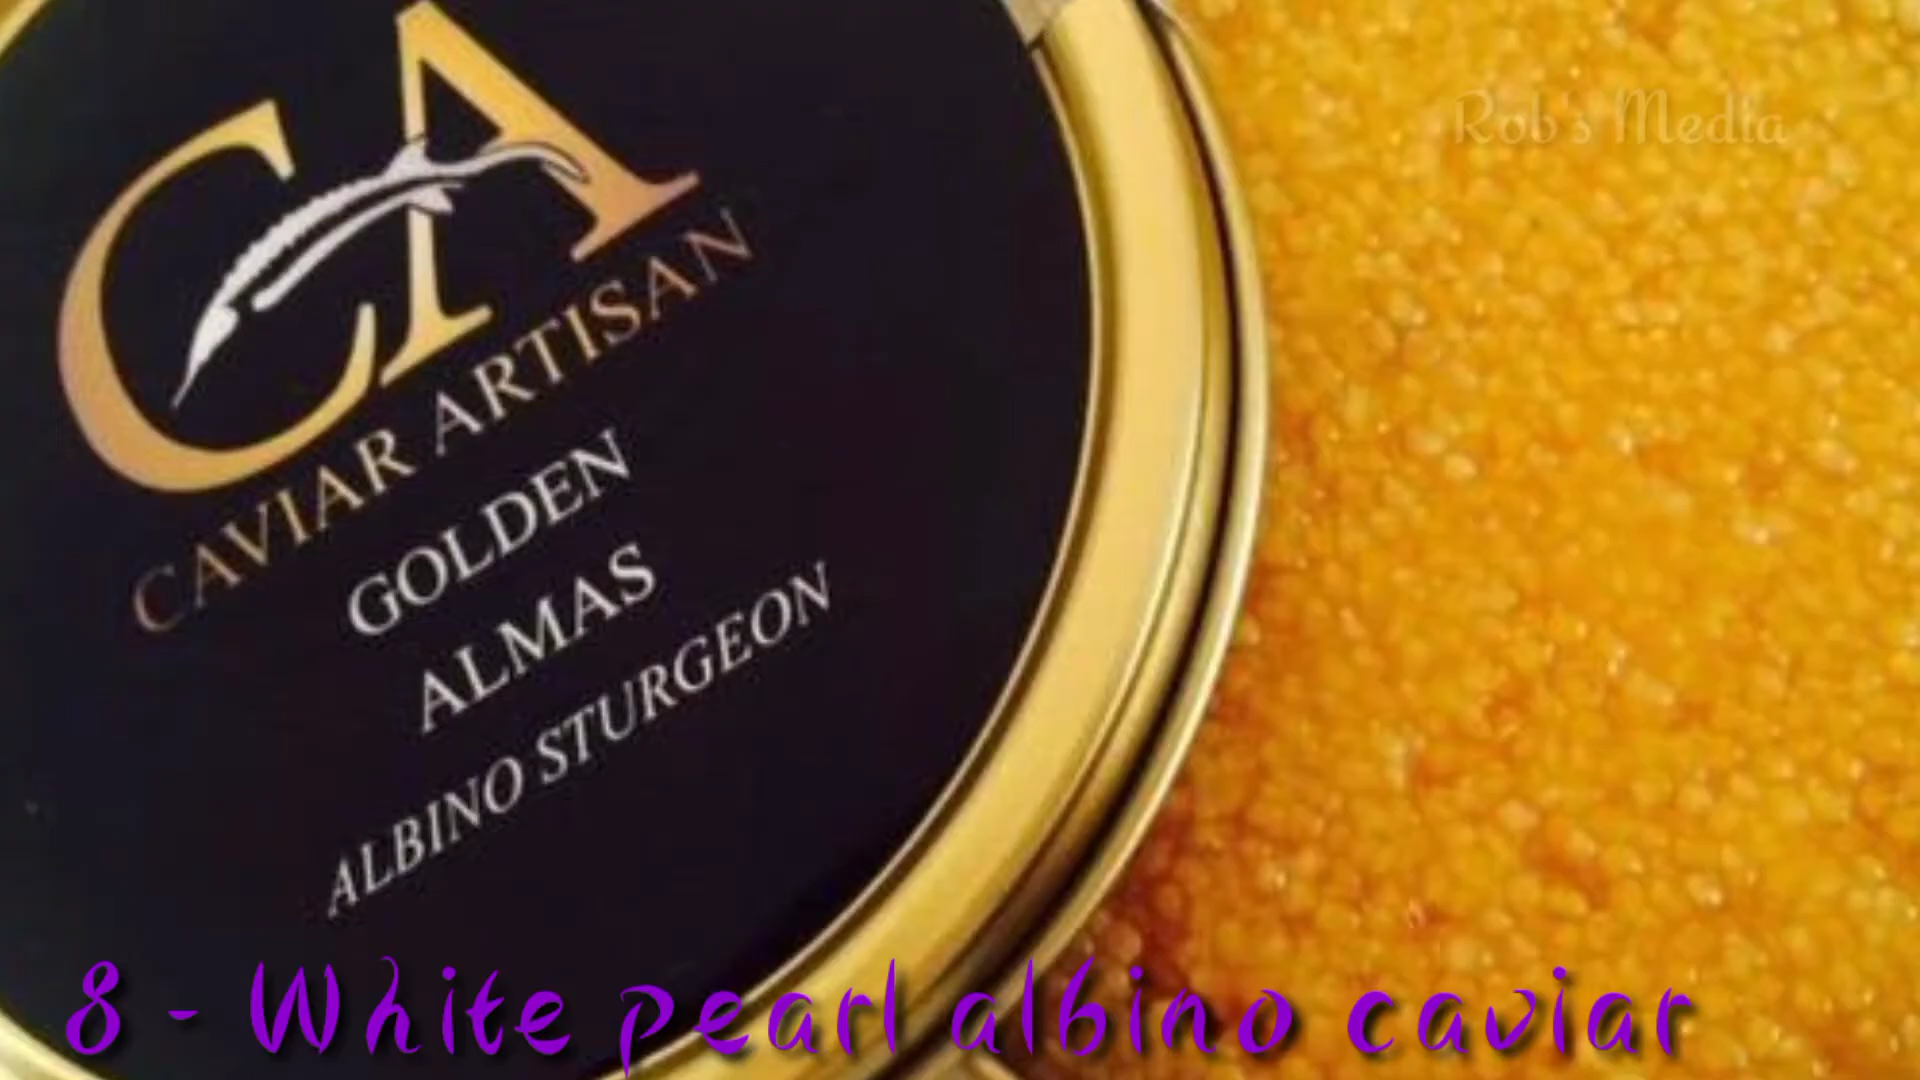 CA
CAVIAR ARTISAN
GOLDEN
ALMAS
ALBINO STURGEON
Rob's Media
8 - White pearl albino caviar